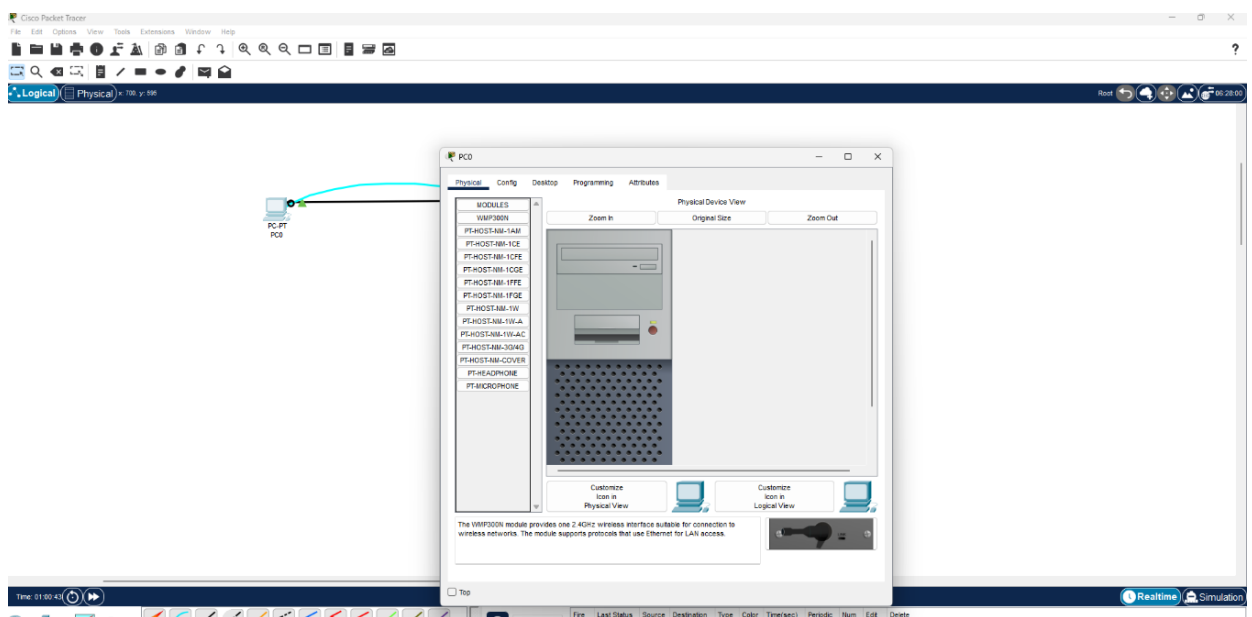 Cisco Packet Tracer
File Edit Options View Tools Extensions Window Help
?
Logical Physical x: 700, y: 595 Root 06:28:00
PC0
Physical Config Desktop Programming Attributes
MODULES
WMP300N
PT-HOST-NM-1AM
PT-HOST-NM-1CE
PT-HOST-NM-1CFE
PT-HOST-NM-1CGE
PT-HOST-NM-1FFE
PT-HOST-NM-1FGE
PT-HOST-NM-1W
PT-HOST-NM-1W-A
PT-HOST-NM-1W-AC
PT-HOST-NM-3G/4G
PT-HOST-NM-COVER
PT-HEADPHONE
PT-MICROPHONE
Physical Device View
Zoom In Original Size Zoom Out
PC-PT
PC0
Customize
Icon in
Physical View
Customize
Icon in
Logical View
The WMP300N module provides one 2.4GHz wireless interface suitable for connection to
wireless networks. The module supports protocols that use Ethernet for LAN access.
Top
Time: 01:00:43 Realtime Simulation
Fire Last Status Source Destination Type Color Time(sec) Periodic Num Edit Delete